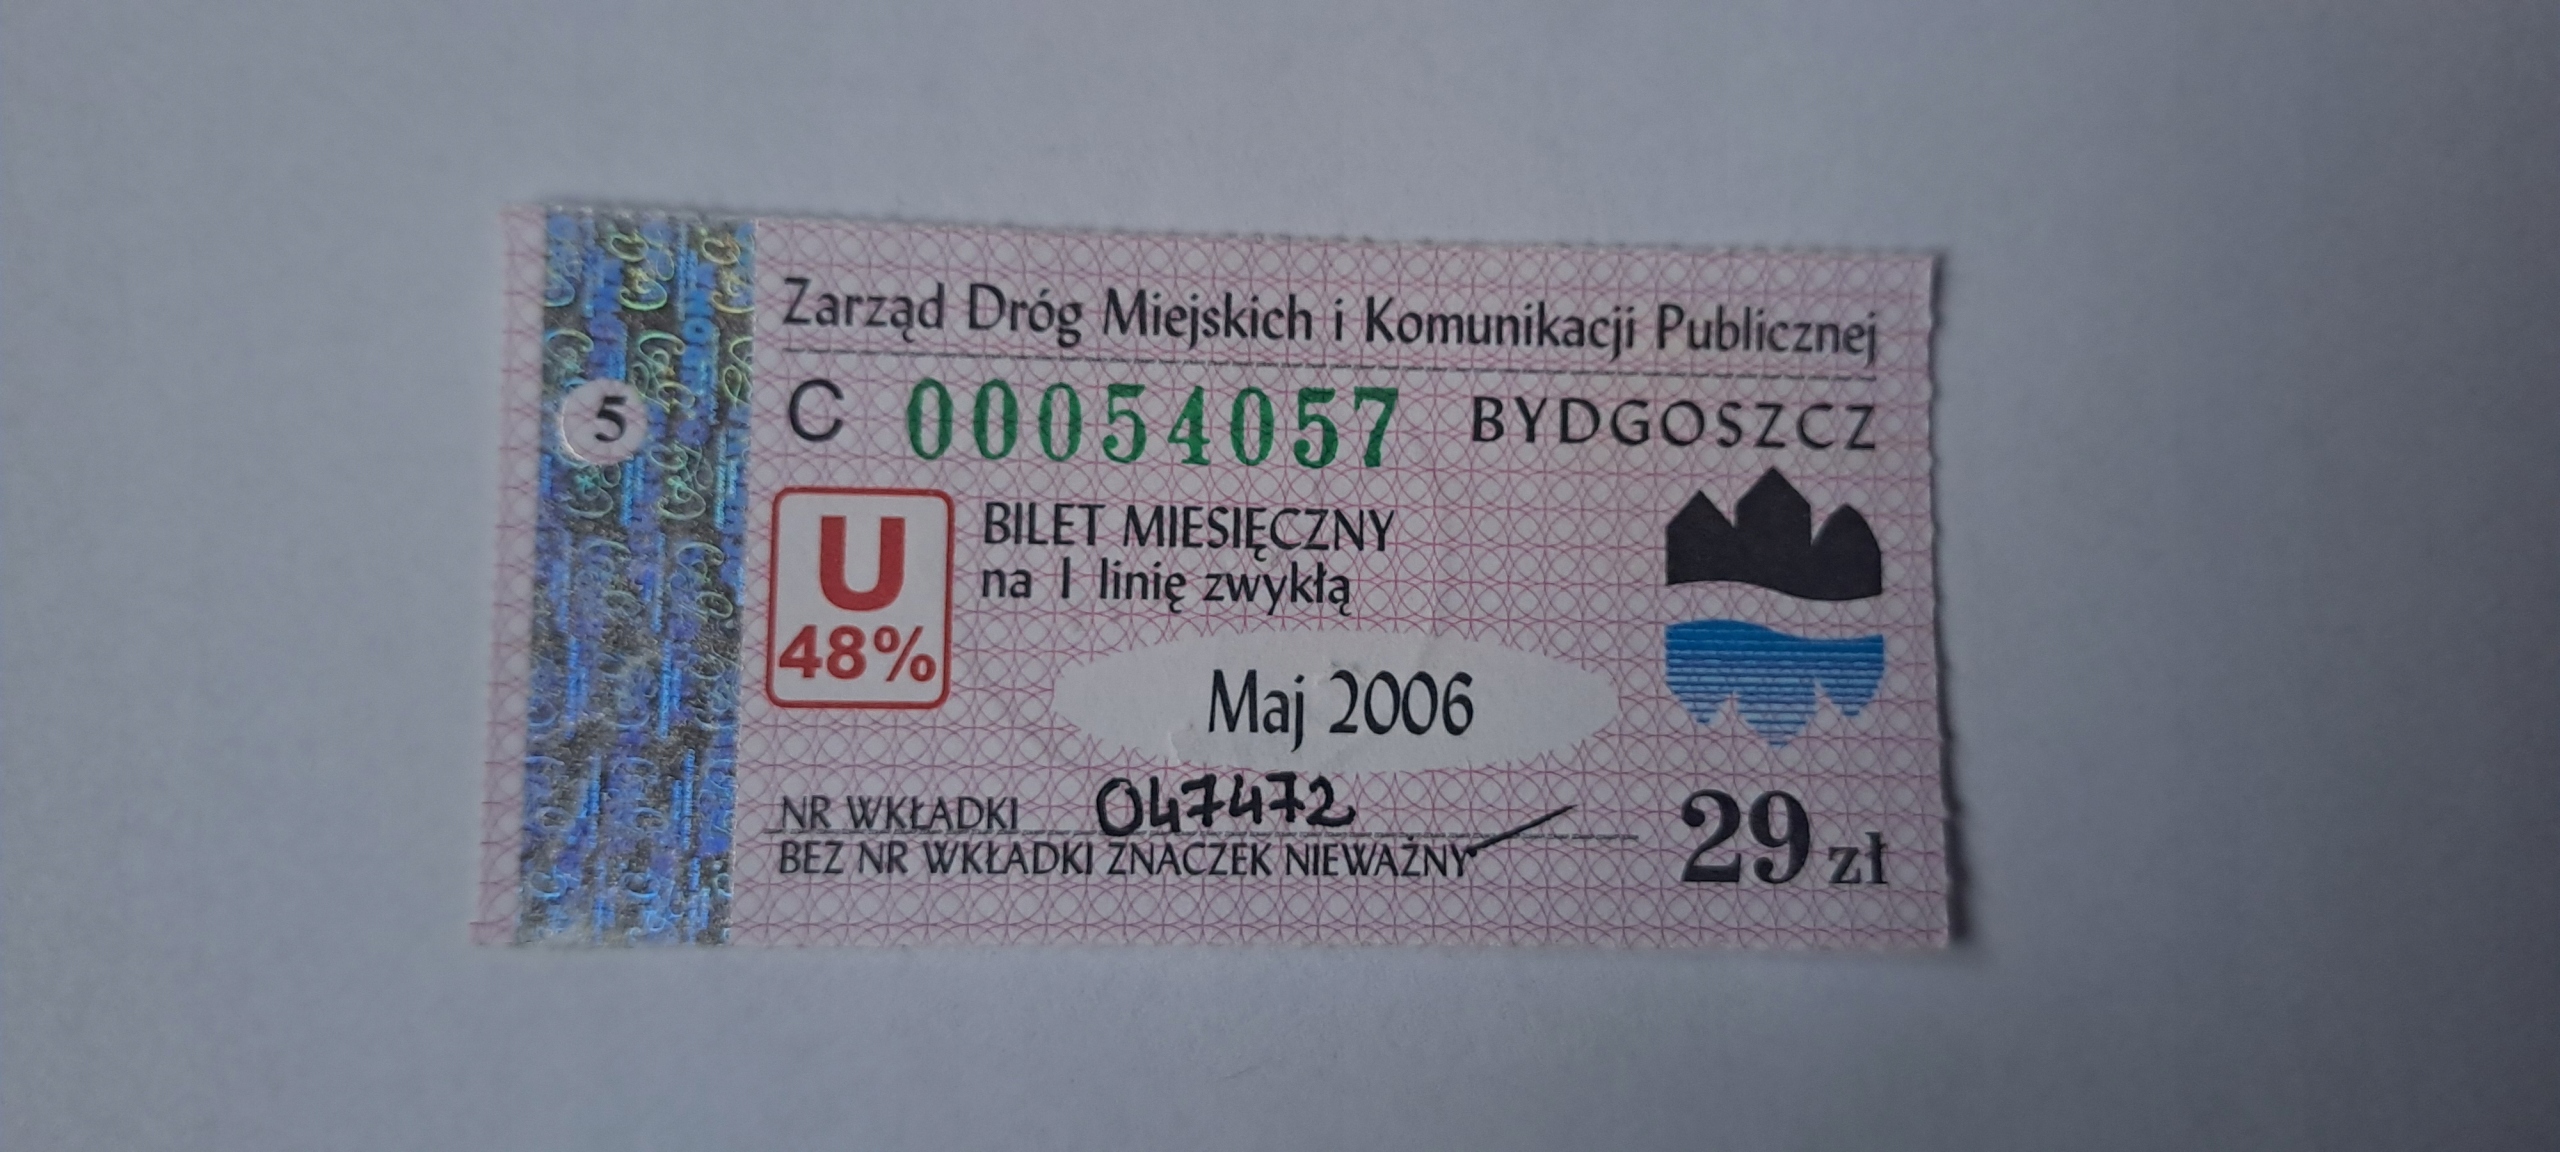 Zarząd Dróg Miejskich i Komunikacji Publicznej
5
C 00054057 BYDGOSZCZ
U
48%
BILET MIESIĘCZNY
na 1 linię zwykłą
Maj 2006
NR WKŁADKI 047472
BEZ NR WKŁADKI ZNACZEK NIEWAŻNY
29 zł